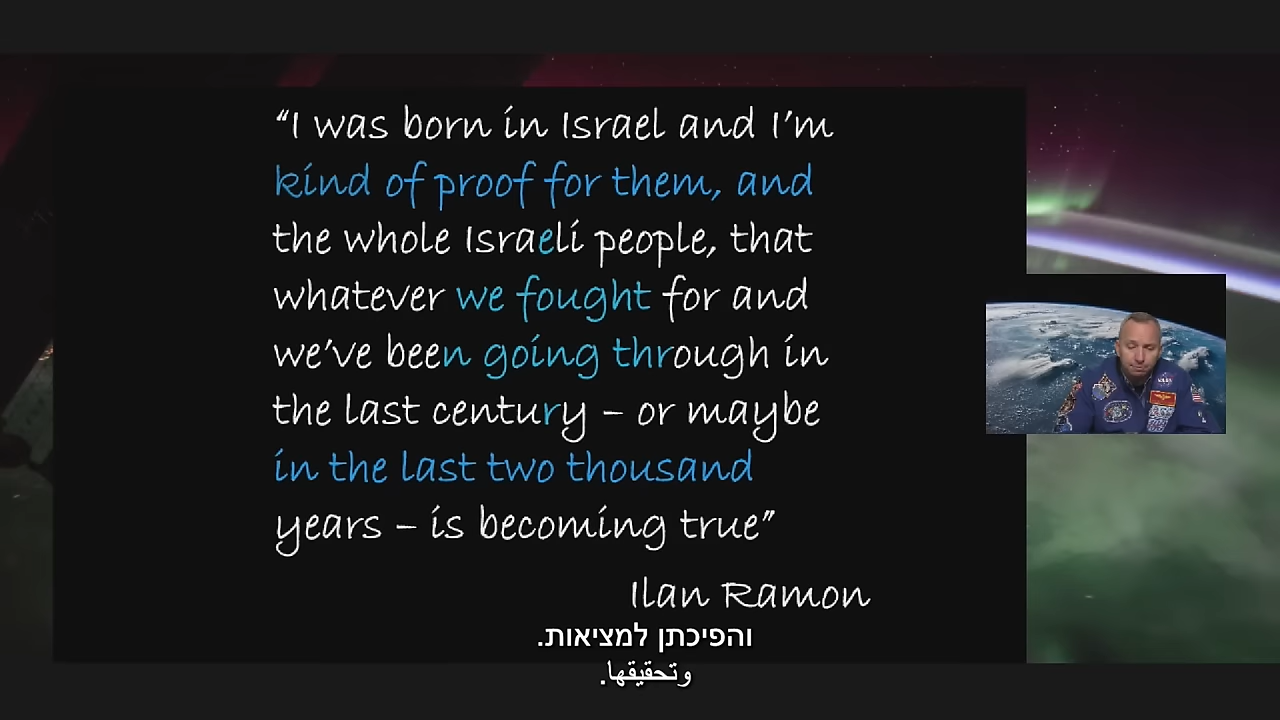 “I was born in Israel and I’m
kind of proof for them, and
the whole Israeli people, that
whatever we fought for and
we’ve been going through in
the last century – or maybe
in the last two thousand
years – is becoming true”
Ilan Ramon
והפיכתן למציאות.
وتحقيقها.